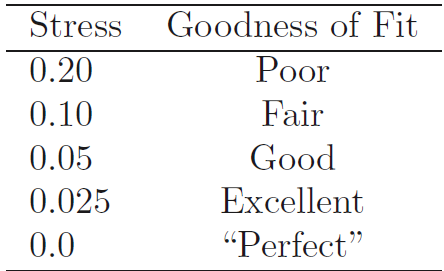 Stress Goodness of Fit
0.20 Poor
0.10 Fair
0.05 Good
0.025 Excellent
0.0 “Perfect”